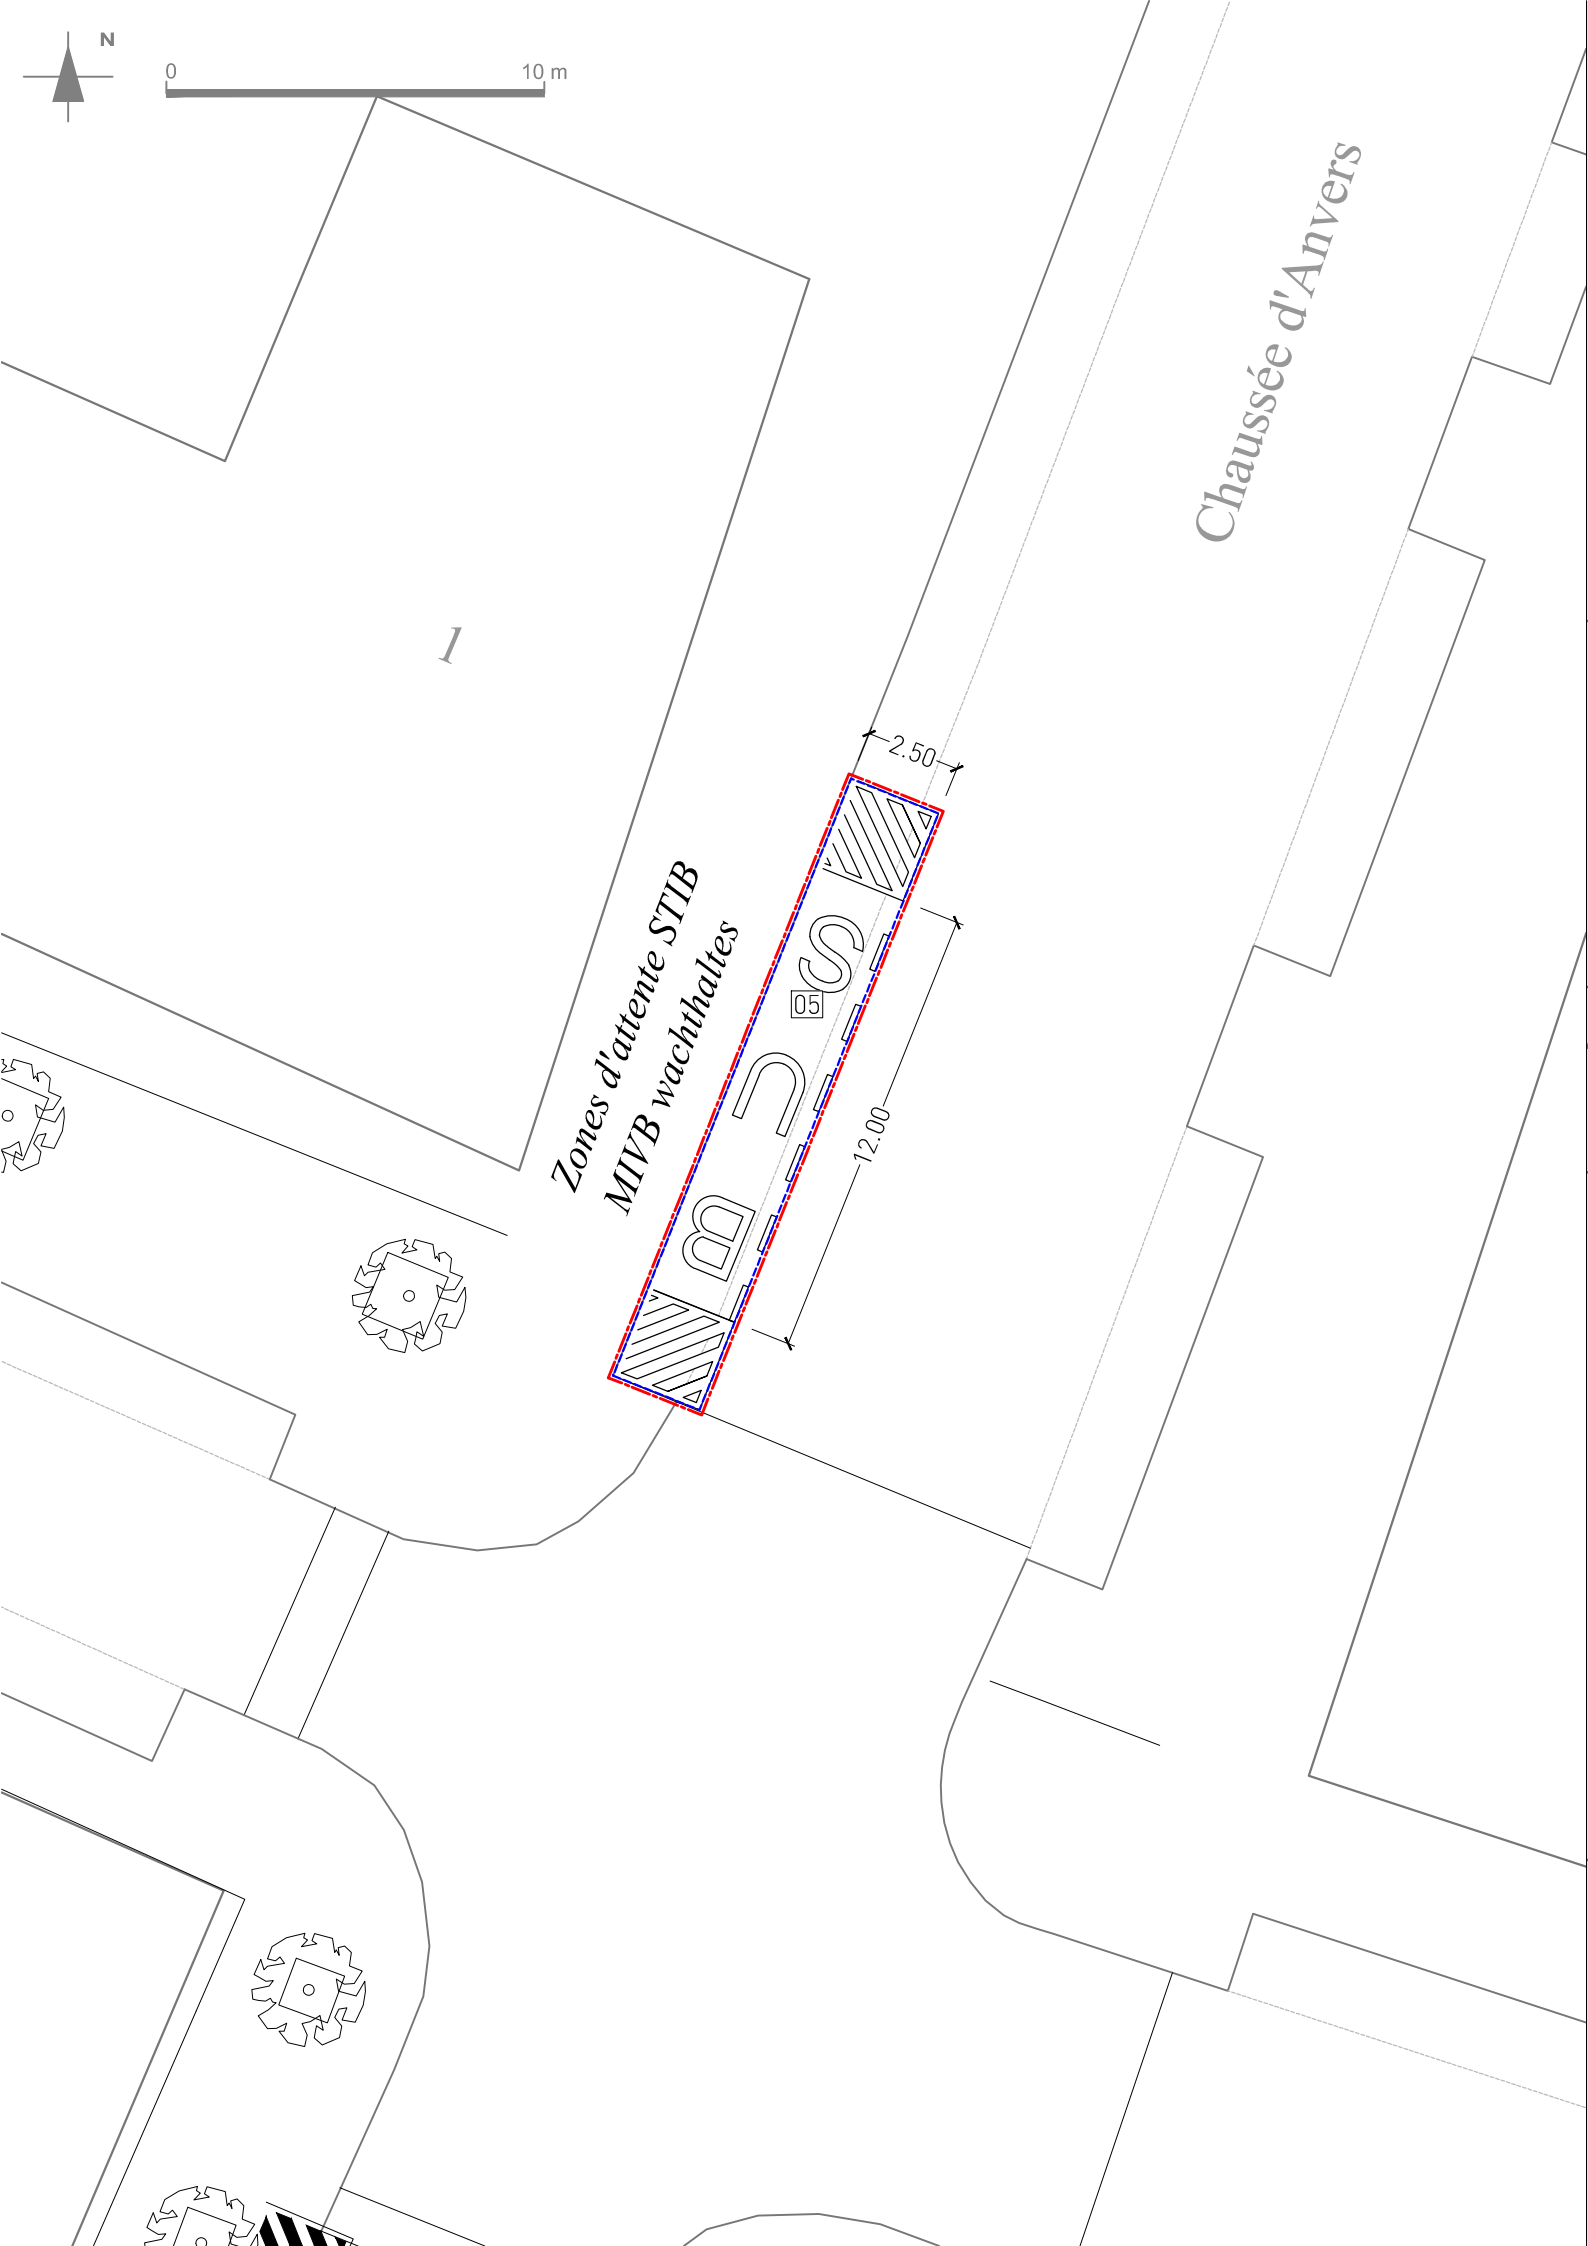 N
0 10 m
Chaussée d'Anvers
1
2.50
Zones d'attente STIB
MIVB wachthaltes
BUS
05
12.00